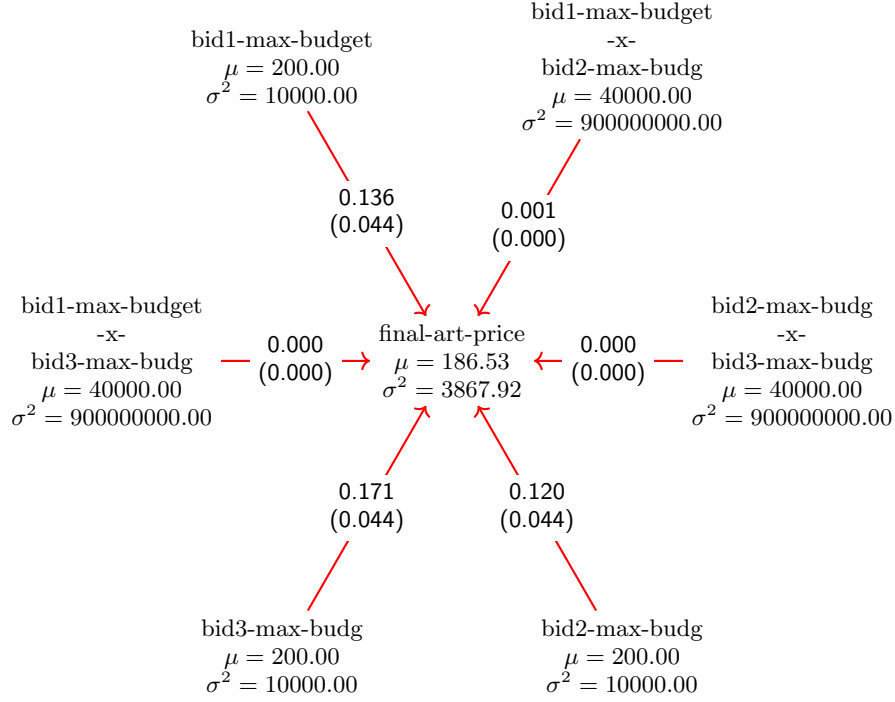 bid1-max-budget
μ = 200.00
σ² = 10000.00
bid1-max-budget
-x-
bid2-max-budg
μ = 40000.00
σ² = 900000000.00
0.136
(0.044)
0.001
(0.000)
bid1-max-budget
-x-
bid3-max-budg
μ = 40000.00
σ² = 900000000.00
0.000
(0.000)
final-art-price
μ = 186.53
σ² = 3867.92
0.000
(0.000)
bid2-max-budg
-x-
bid3-max-budg
μ = 40000.00
σ² = 900000000.00
0.171
(0.044)
0.120
(0.044)
bid3-max-budg
μ = 200.00
σ² = 10000.00
bid2-max-budg
μ = 200.00
σ² = 10000.00